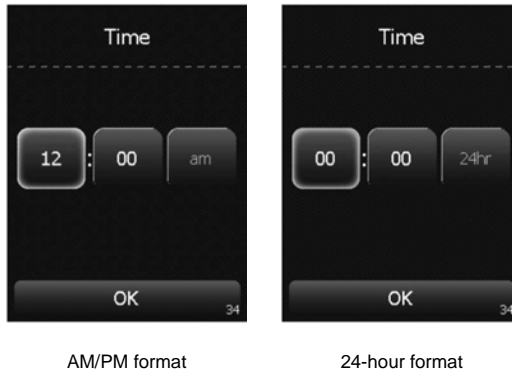 Time
12 : 00 am
OK
34
AM/PM format
Time
00 : 00 24hr
OK
34
24-hour format